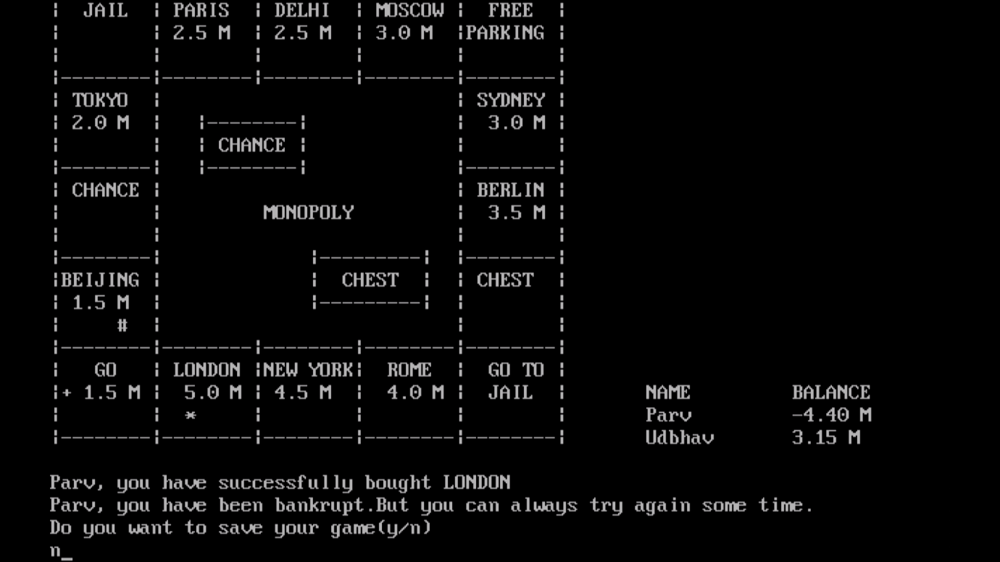 JAIL PARIS DELHI MOSCOW FREE
2.5 M 2.5 M 3.0 M PARKING
TOKYO SYDNEY
2.0 M 3.0 M
CHANCE
CHANCE BERLIN
MONOPOLY 3.5 M
BEIJING CHEST CHEST
1.5 M
#
GO LONDON NEW YORK ROME GO TO
+ 1.5 M 5.0 M 4.5 M 4.0 M JAIL NAME BALANCE
* Parv -4.40 M
Udbhav 3.15 M
Parv, you have successfully bought LONDON
Parv, you have been bankrupt.But you can always try again some time.
Do you want to save your game(y/n)
n_